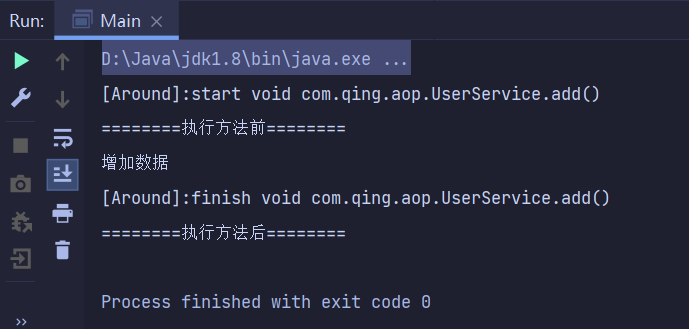 Run: Main ×
D:\Java\jdk1.8\bin\java.exe ...
[Around]:start void com.qing.aop.UserService.add()
========执行方法前========
增加数据
[Around]:finish void com.qing.aop.UserService.add()
========执行方法后========
Process finished with exit code 0